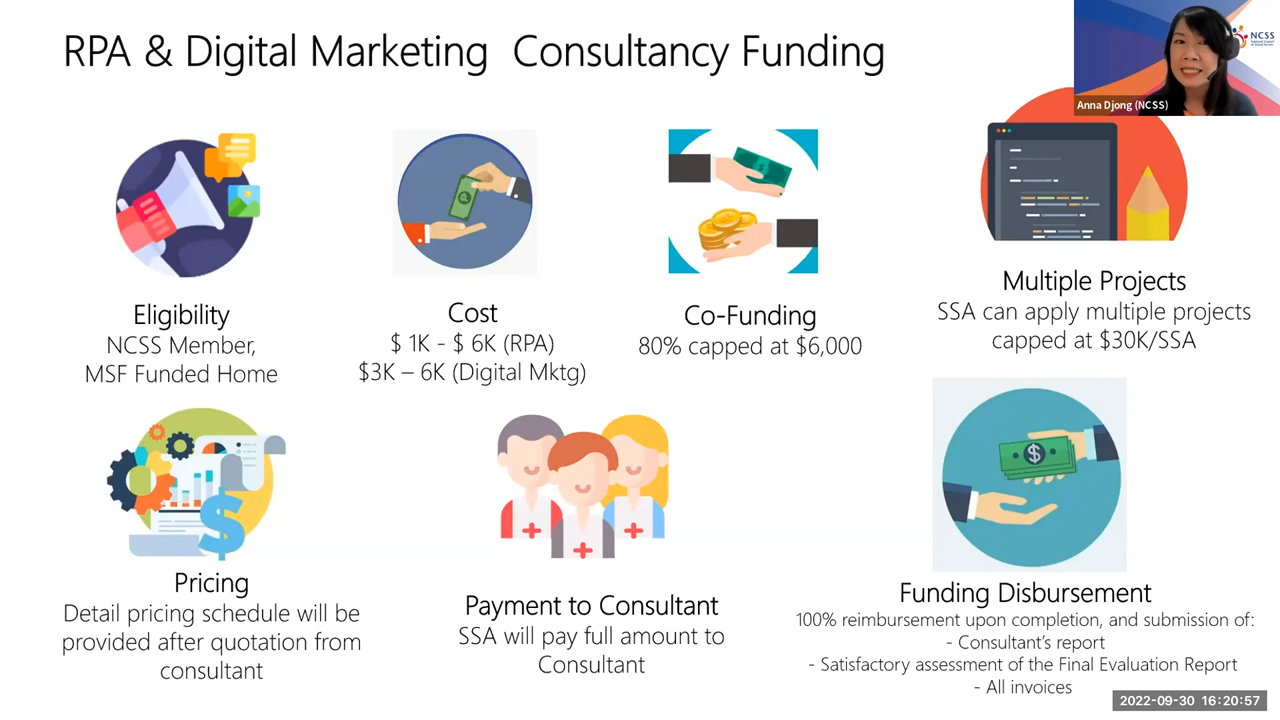 RPA & Digital Marketing  Consultancy Funding
NCSS
Anna Djong (NCSS)
Eligibility
NCSS Member,
MSF Funded Home
Cost
$ 1K - $ 6K (RPA)
$3K – 6K (Digital Mktg)
Co-Funding
80% capped at $6,000
Multiple Projects
SSA can apply multiple projects
capped at $30K/SSA
Pricing
Detail pricing schedule will be
provided after quotation from
consultant
Payment to Consultant
SSA will pay full amount to
Consultant
Funding Disbursement
100% reimbursement upon completion, and submission of:
- Consultant's report
- Satisfactory assessment of the Final Evaluation Report
- All invoices
2022-09-30 16:20:57